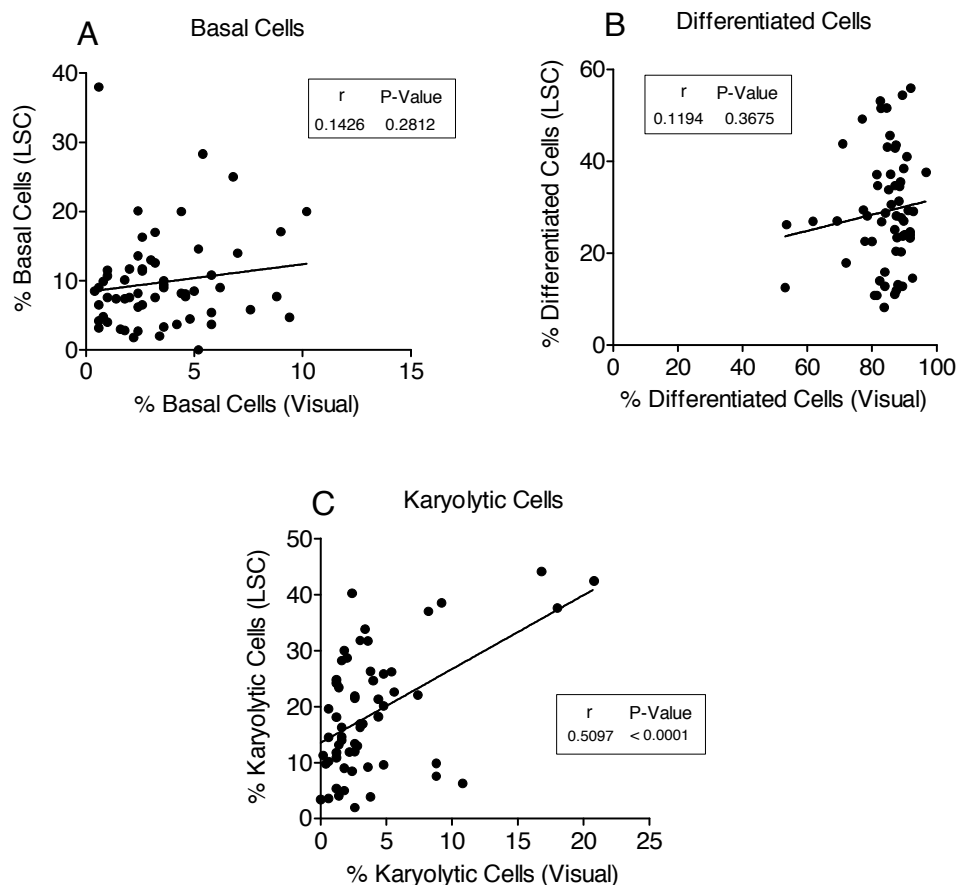 A
Basal Cells
% Basal Cells (LSC)
40
30
20
10
0
r P-Value
0.1426 0.2812
0 5 10 15
% Basal Cells (Visual)
B
Differentiated Cells
% Differentiated Cells (LSC)
60
40
20
0
r P-Value
0.1194 0.3675
0 20 40 60 80 100
% Differentiated Cells (Visual)
C
Karyolytic Cells
% Karyolytic Cells (LSC)
50
40
30
20
10
0
r P-Value
0.5097 < 0.0001
0 5 10 15 20 25
% Karyolytic Cells (Visual)